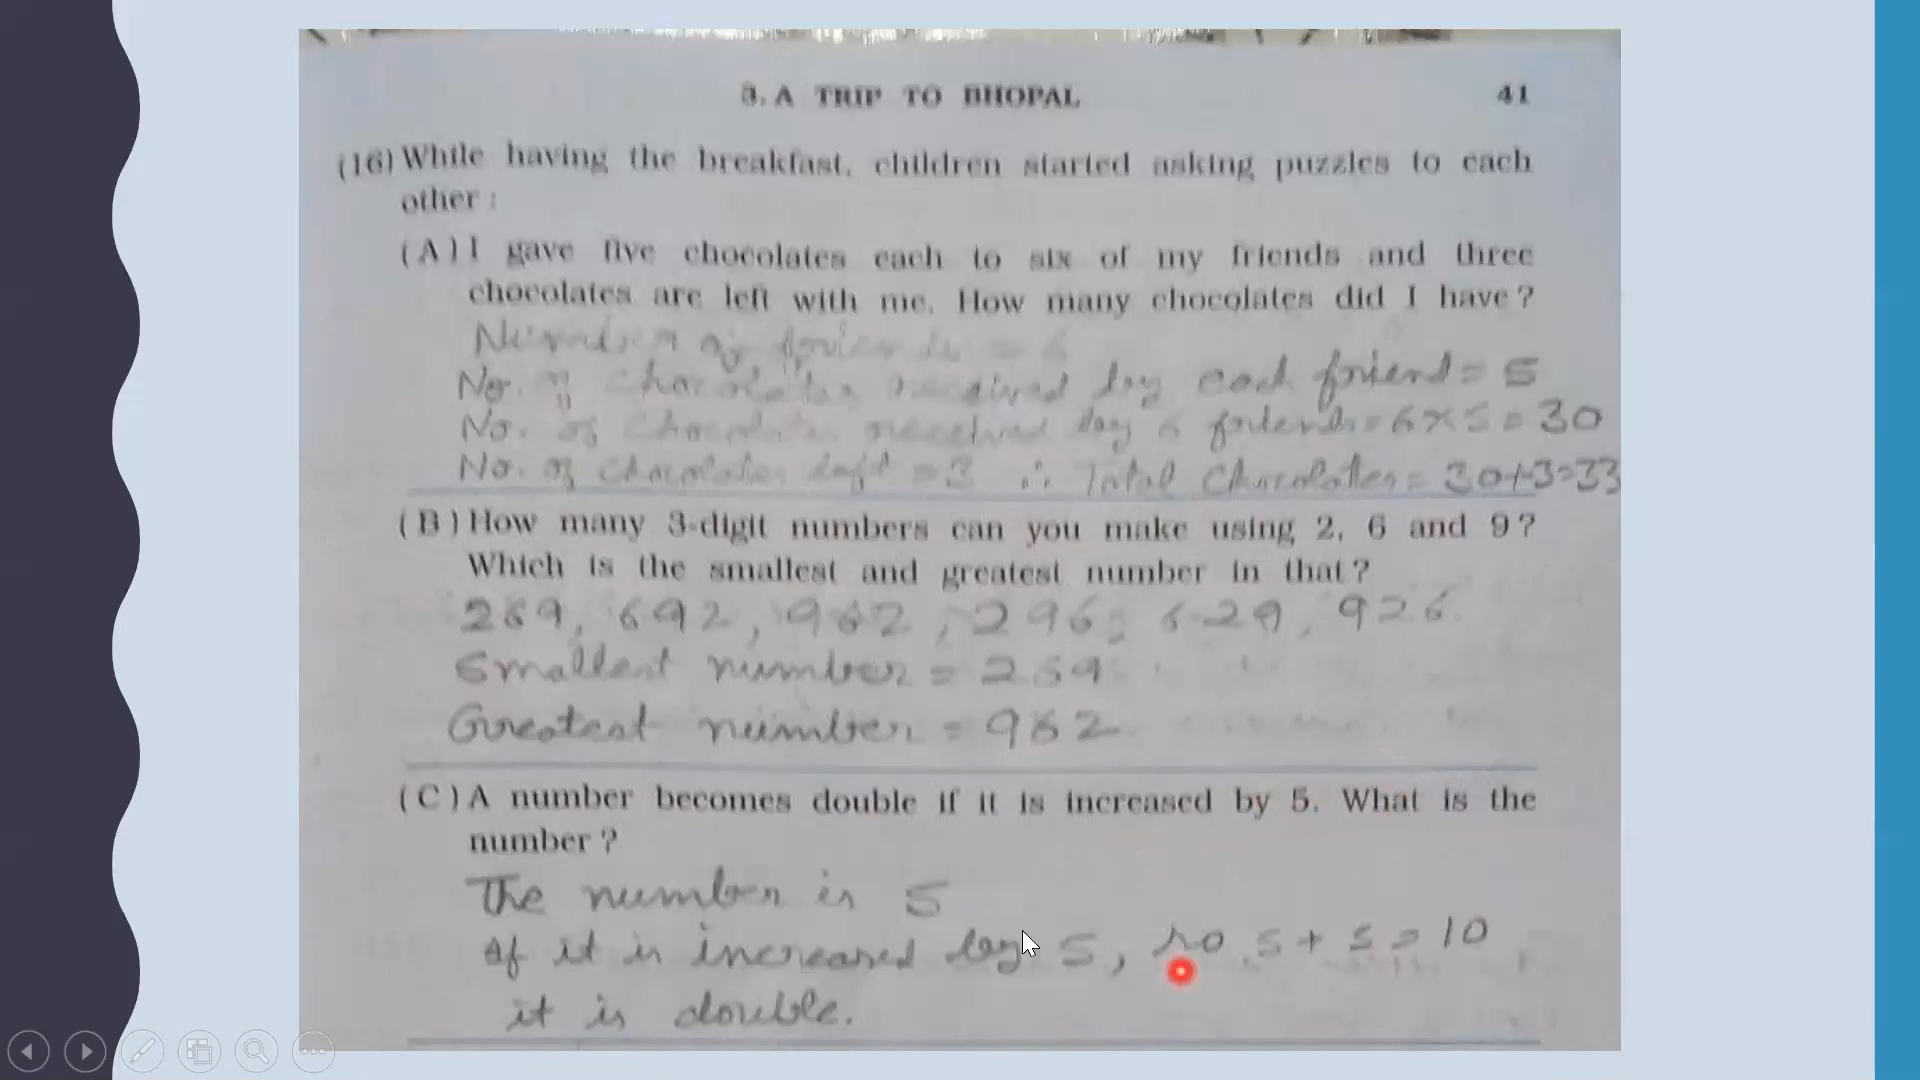 3. A TRIP TO BHOPAL 41
(16) While having the breakfast, children started asking puzzles to each
other :
(A) I gave five chocolates each to six of my friends and three
chocolates are left with me. How many chocolates did I have ?
Number of friends = 6
No. of chocolates received by each friend = 5
No. of chocolates received by 6 friends = 6 x 5 = 30
No. of chocolates left = 3 ∴ Total Chocolates = 30+3=33
(B) How many 3-digit numbers can you make using 2, 6 and 9 ?
Which is the smallest and greatest number in that ?
269, 692, 962, 296, 629, 926
Smallest number = 269
Greatest number = 962
(C) A number becomes double if it is increased by 5. What is the
number ?
The number is 5
If it is increased by 5, so 5 + 5 = 10
it is double.